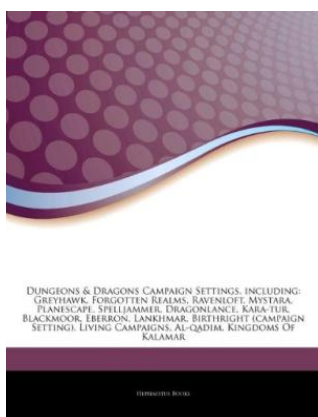 Dungeons & Dragons Campaign Settings, including:
Greyhawk, Forgotten Realms, Ravenloft, Mystara,
Planescape, Spelljammer, Dragonlance, Kara-tur,
Blackmoor, Eberron, Lankhmar, Birthright (campaign
Setting), Living Campaigns, Al-qadim, Kingdoms Of
Kalamar
Hephaestus Books